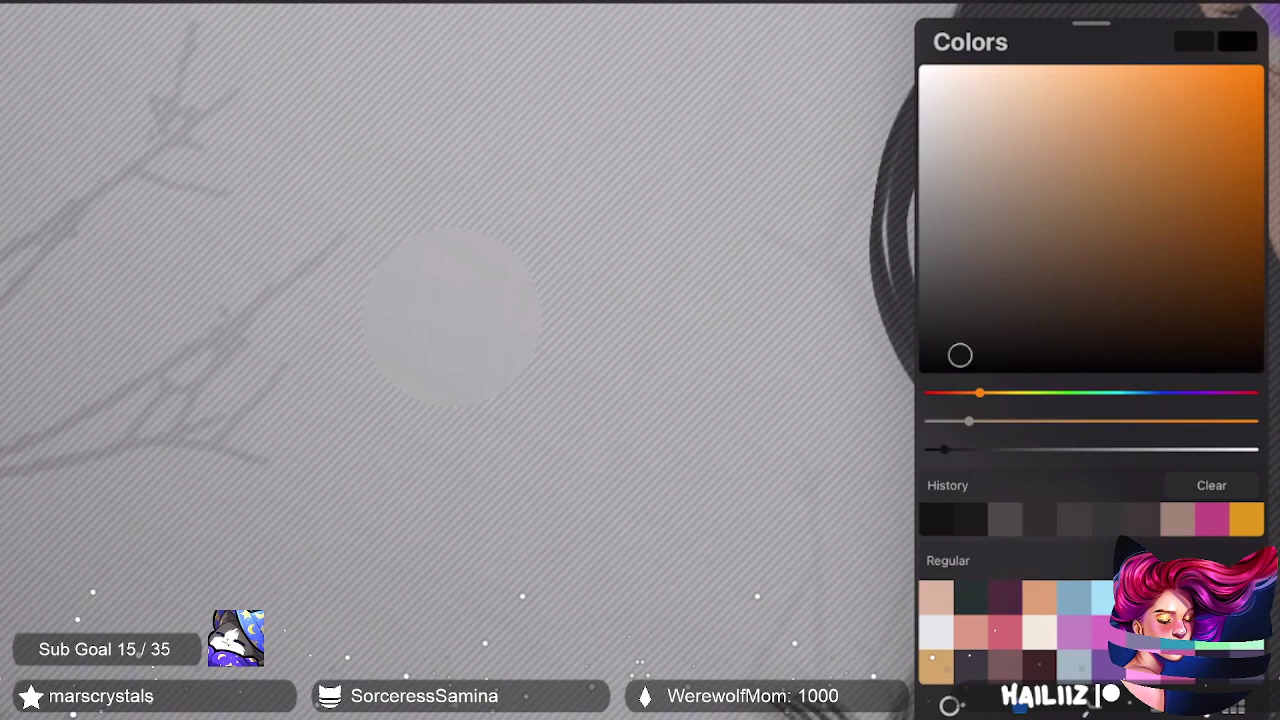 Colors
History
Clear
Regular
Sub Goal 15 / 35
marscrystals
SorceressSamina
WerewolfMom: 1000
HAILIIZ